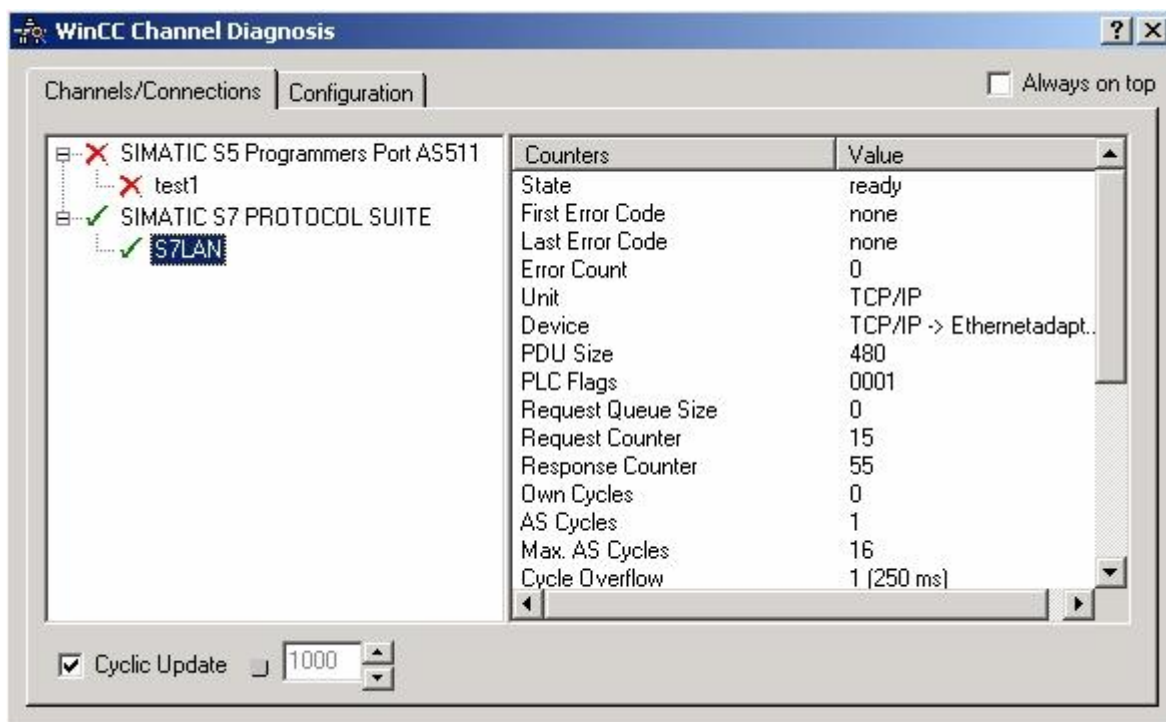 WinCC Channel Diagnosis
Channels/Connections
Configuration
Always on top
SIMATIC S5 Programmers Port AS511
test1
SIMATIC S7 PROTOCOL SUITE
S7LAN
Counters Value
State ready
First Error Code none
Last Error Code none
Error Count 0
Unit TCP/IP
Device TCP/IP -> Ethernetadapt..
PDU Size 480
PLC Flags 0001
Request Queue Size 0
Request Counter 15
Response Counter 55
Own Cycles 0
AS Cycles 1
Max. AS Cycles 16
Cycle Overflow 1 (250 ms)
Cyclic Update 1000